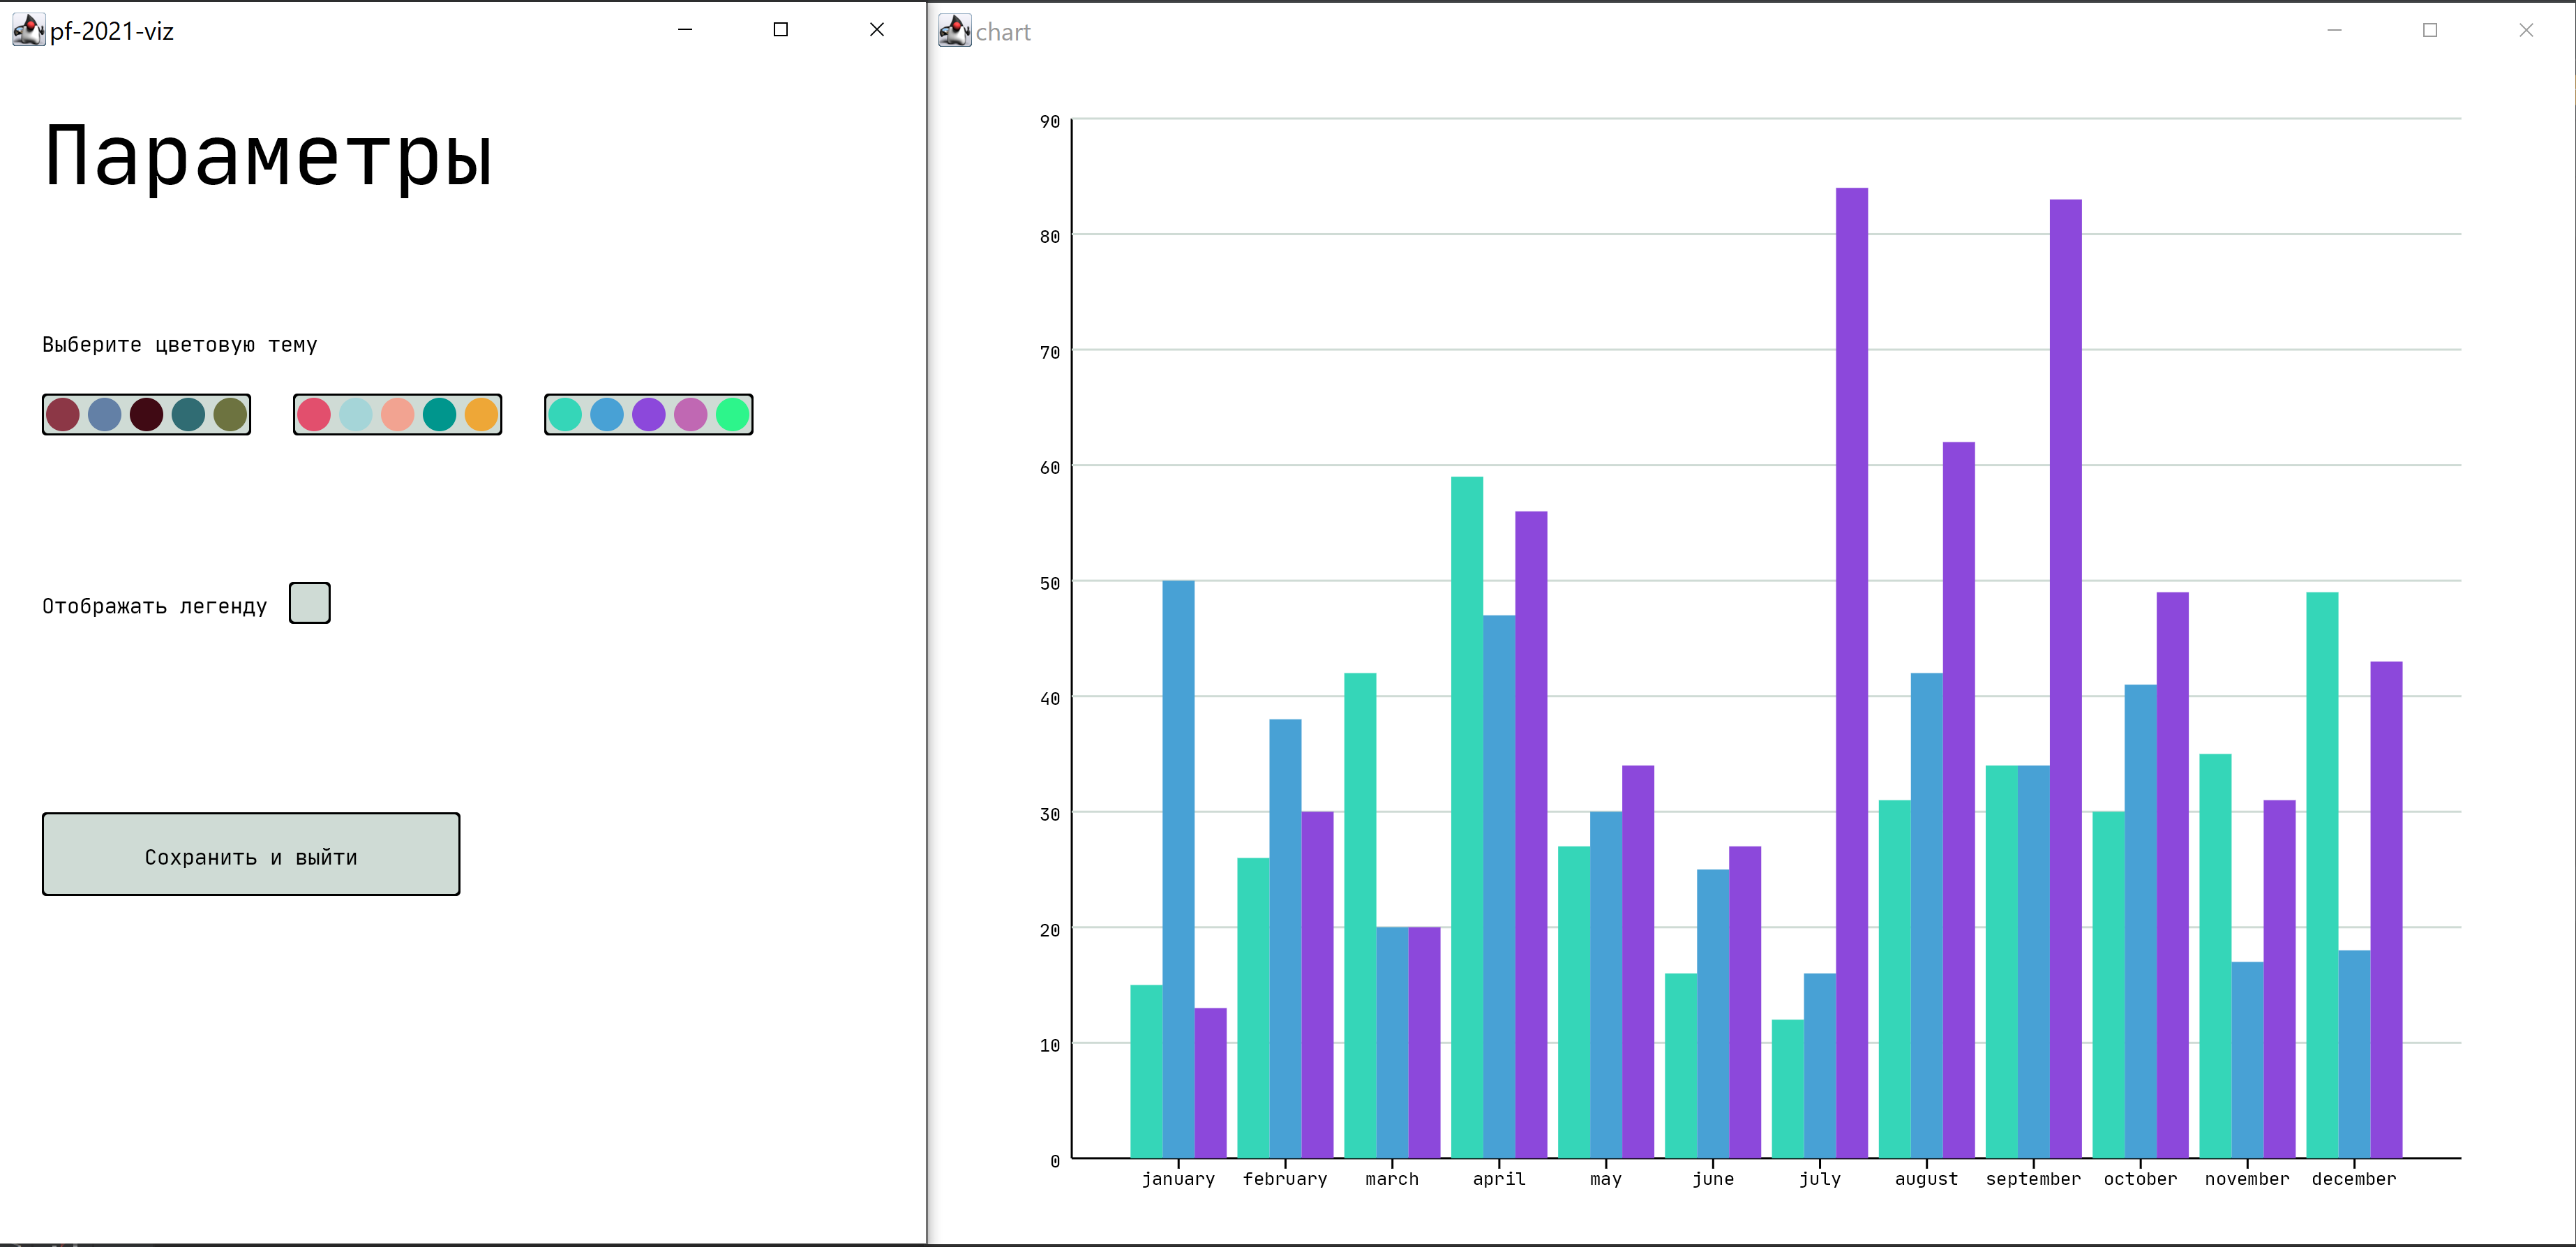 pf-2021-viz
Параметры
Выберите цветовую тему
Отображать легенду
Сохранить и выйти
chart
90
80
70
60
50
40
30
20
10
0
january february march april may june july august september october november december